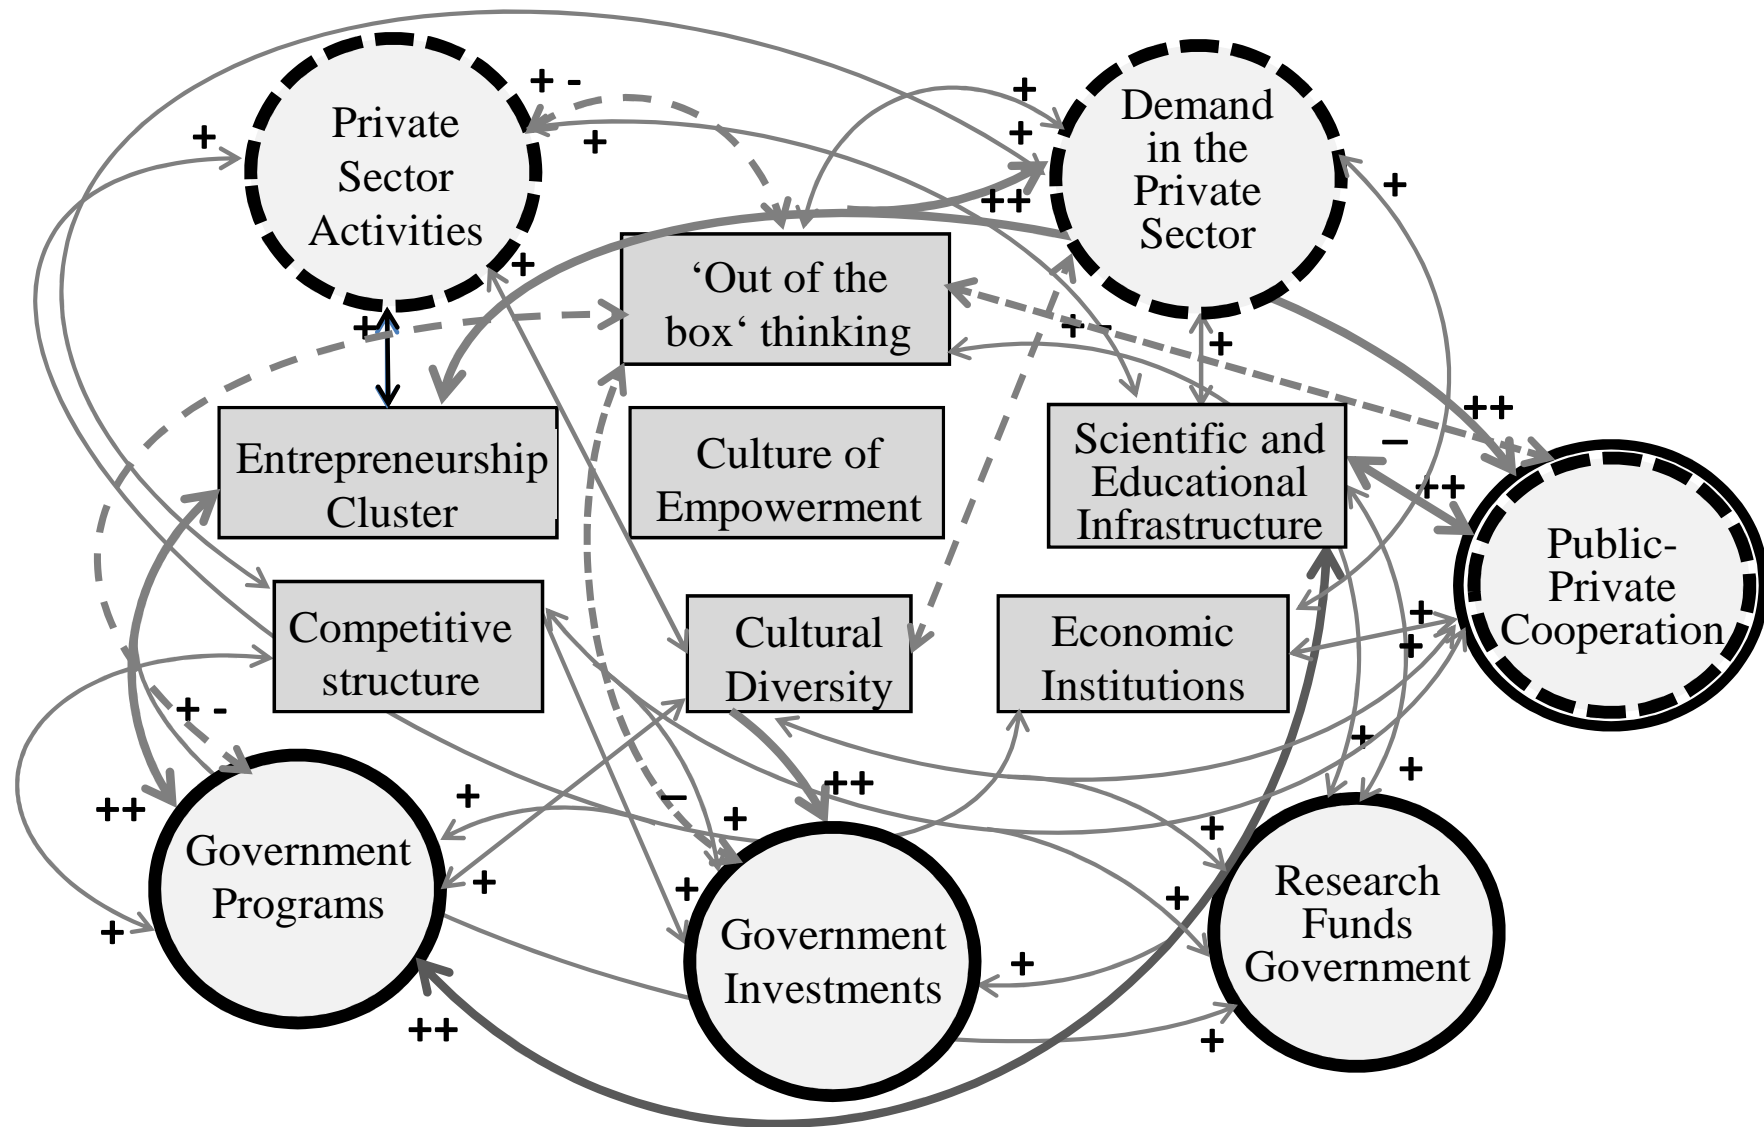 + -
+
Private
Sector
Activities
+
+
+
Demand
in the
Private
Sector
+
+
++
+
+
‘Out of the
box‘ thinking
+ -
+
++
–
++
Entrepreneurship
Cluster
Culture of
Empowerment
Scientific and
Educational
Infrastructure
Public-
Private
Cooperation
Competitive
structure
Cultural
Diversity
Economic
Institutions
+
+
+ -
+
+
++
+
–
++
+
+
Government
Programs
+
+
+
+
Government
Investments
Research
Funds
Government
+
++
+